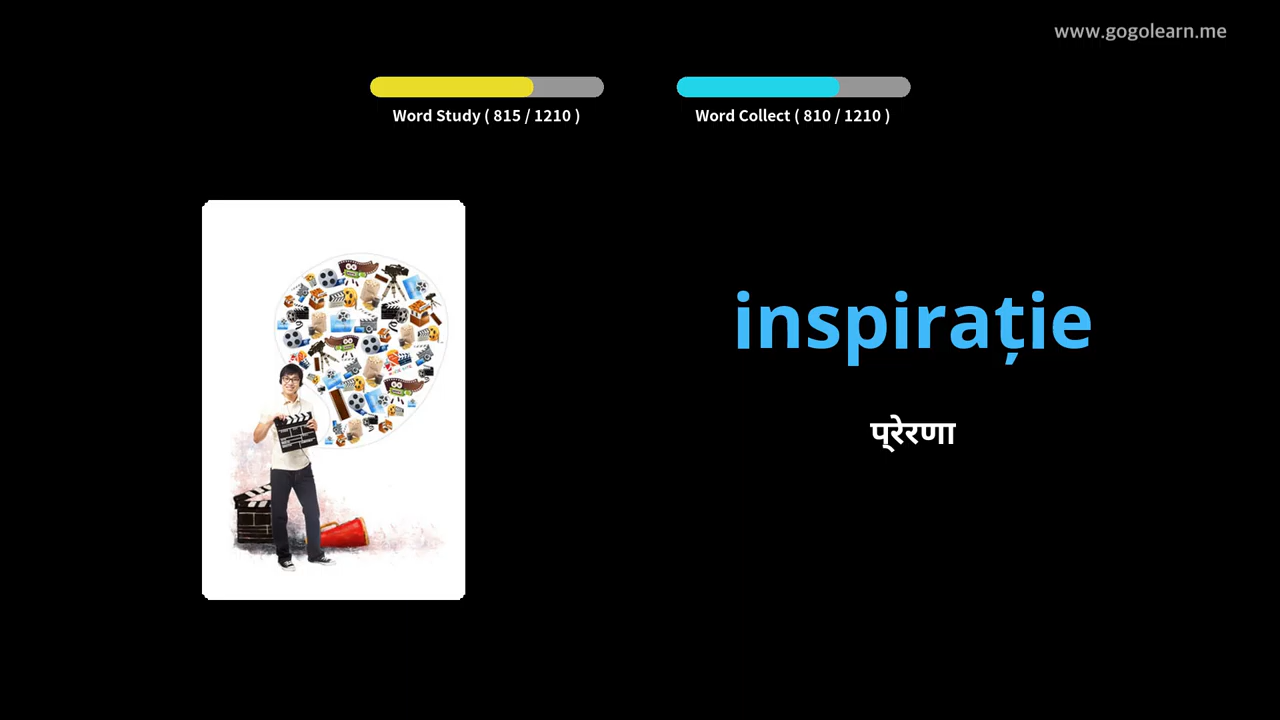 www.gogolearn.me
Word Study ( 815 / 1210 )
Word Collect ( 810 / 1210 )
inspirație
प्रेरणा